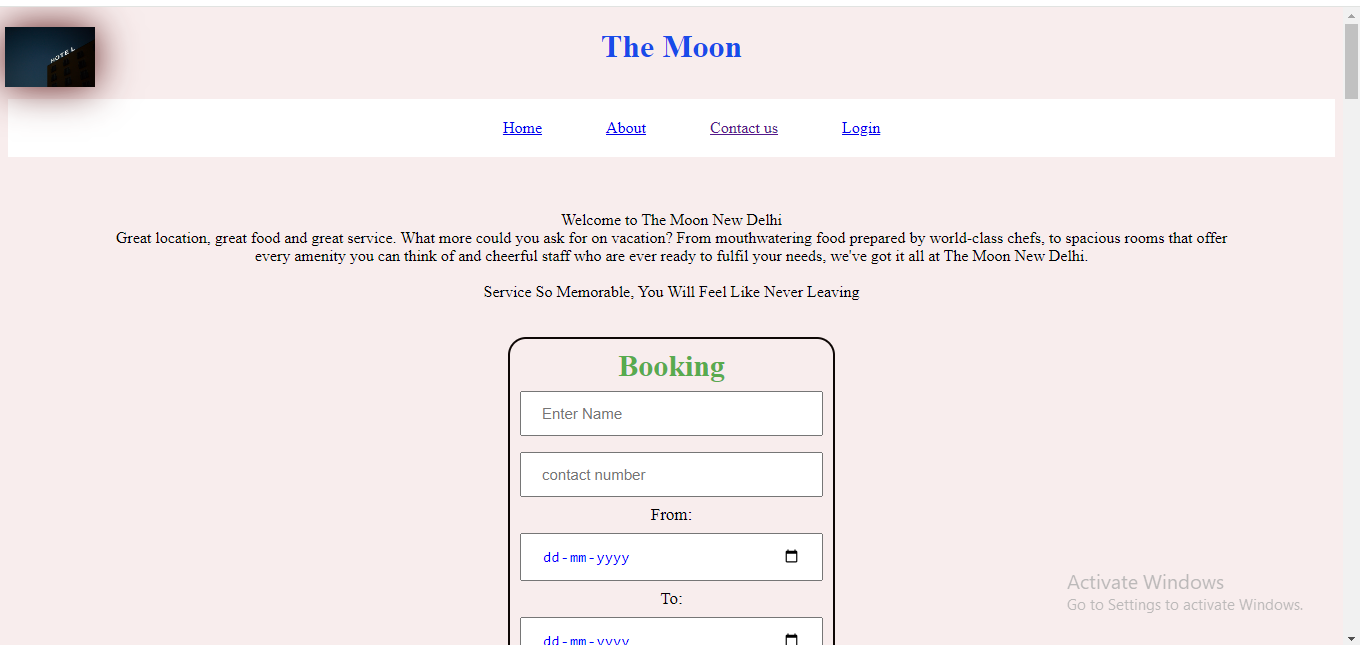 HOTEL
The Moon
Home About Contact us Login
Welcome to The Moon New Delhi
Great location, great food and great service. What more could you ask for on vacation? From mouthwatering food prepared by world-class chefs, to spacious rooms that offer
every amenity you can think of and cheerful staff who are ever ready to fulfil your needs, we've got it all at The Moon New Delhi.
Service So Memorable, You Will Feel Like Never Leaving
Booking
Enter Name
contact number
From:
dd-mm-yyyy
To:
dd-mm-yyyy
Activate Windows
Go to Settings to activate Windows.